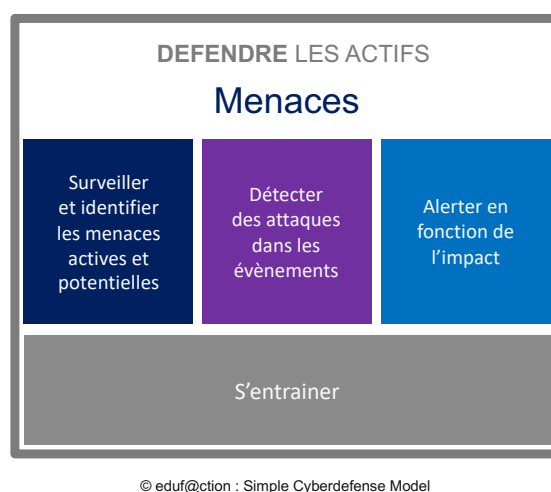 DEFENDRE LES ACTIFS
Menaces
Surveiller
et identifier
les menaces
actives et
potentielles
Détecter
des attaques
dans les
évènements
Alerter en
fonction de
l’impact
S’entrainer
© eduf@ction : Simple Cyberdefense Model